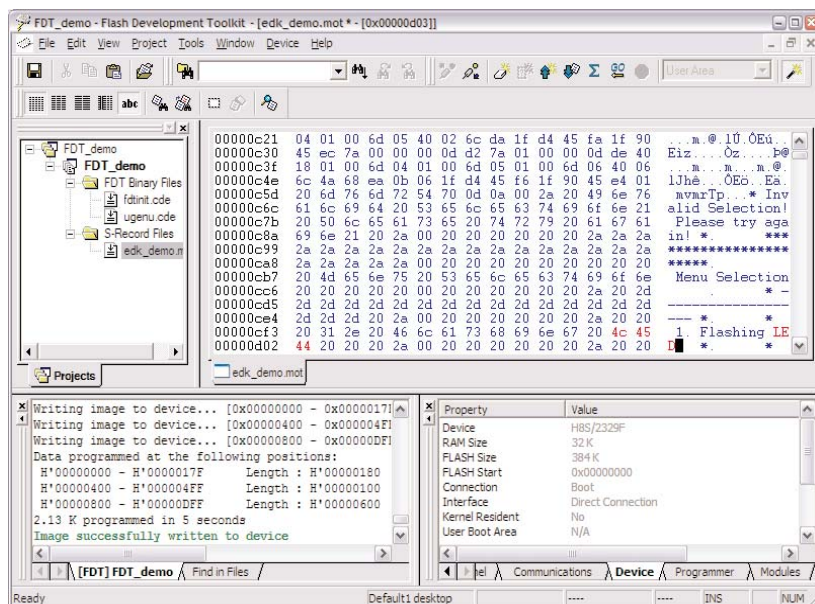 FDT_demo - Flash Development Toolkit - [edk_demo.mot * - [0x00000d03]]
File Edit View Project Tools Window Device Help
User Area
abc
FDT_demo
FDT_demo
FDT Binary Files
fdtinit.cde
ugenu.cde
S-Record Files
edk_demo.m
Projects
00000c21 04 01 00 6d 05 40 02 6c da 1f d4 45 fa 1f 90 ...m.@.lÚ.ÔEú.
00000c30 45 ec 7a 00 00 00 0d d2 7a 01 00 00 0d de 40 Eìz....Òz....Þ@
00000c3f 18 01 00 6d 04 01 00 6d 05 01 00 6d 06 40 06 ...m...m...m.@.
00000c4e 6c 4a 68 ea 0b 06 1f d4 45 f6 1f 90 45 e4 01 lJhê..ÔEö..Eä.
00000c5d 20 6d 76 6d 72 54 70 0d 0a 00 2a 20 49 6e 76 mvmrTp...* Inv
00000c6c 61 6c 69 64 20 53 65 6c 65 63 74 69 6f 6e 21 alid Selection!
00000c7b 20 50 6c 65 61 73 65 20 74 72 79 20 61 67 61 Please try aga
00000c8a 69 6e 21 20 2a 00 20 20 20 20 20 20 2a 2a 2a in! *. ***
00000c99 2a 2a 2a 2a 2a 2a 2a 2a 2a 2a 2a 2a 2a 2a 2a ***************
00000ca8 2a 2a 2a 2a 2a 00 20 20 20 20 20 20 2a 2a 2a *****.
00000cb7 20 4d 65 6e 75 20 53 65 6c 65 63 74 69 6f 6e Menu Selection
00000cc6 20 20 20 20 20 00 20 20 20 20 20 20 2a 20 2d . * -
00000cd5 2d 2d 2d 2d 2d 2d 2d 2d 2d 2d 2d 2d 2d 2d 2d ---------------
00000ce4 2d 2d 2d 20 2a 00 20 20 20 20 20 20 2a 20 20 --- *. *
00000cf3 20 31 2e 20 46 6c 61 73 68 69 6e 67 20 4c 45 1. Flashing LE
00000d02 44 20 20 20 2a 00 20 20 20 20 20 20 2a 20 20 D *. *
edk_demo.mot
Writing image to device... [0x00000000 - 0x0000017
Writing image to device... [0x00000400 - 0x000004F
Writing image to device... [0x00000800 - 0x00000DF
Data programmed at the following positions:
H'00000000 - H'0000017F Length : H'00000180
H'00000400 - H'000004FF Length : H'00000100
H'00000800 - H'00000DFF Length : H'00000600
2.13 K programmed in 5 seconds
Image successfully written to device
[FDT] FDT_demo Find in Files
Property Value
Device H8S/2329F
RAM Size 32 K
FLASH Size 384 K
FLASH Start 0x00000000
Connection Boot
Interface Direct Connection
Kernel Resident No
User Boot Area N/A
nel Communications Device Programmer Modules
Ready Default1 desktop ---- ---- INS NUM